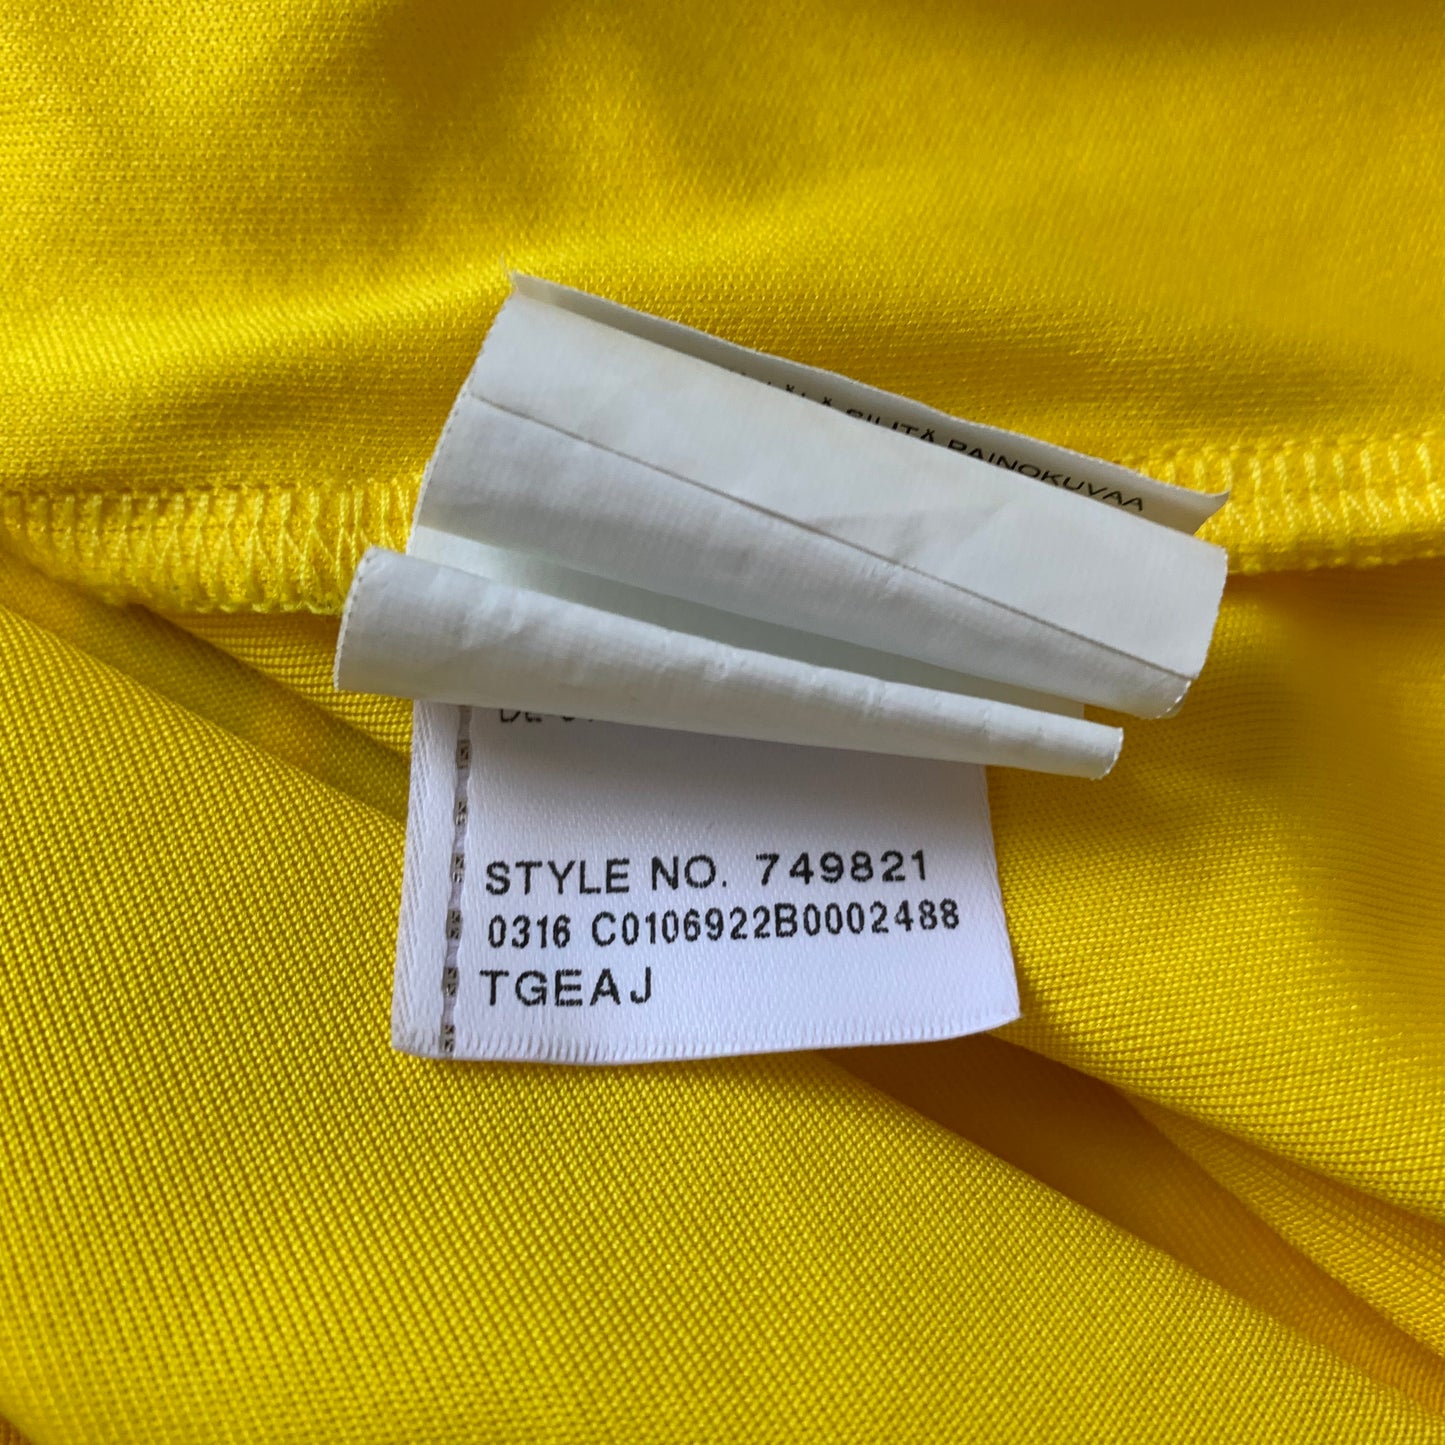 SILITÄ PAINOKUVAA
STYLE NO. 749821
0316 C0106922B0002488
TGEAJ